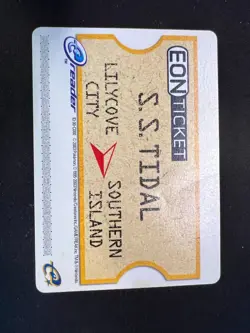 EON TICKET
S.S.TIDAL
LILYCOVE
CITY
SOUTHERN
ISLAND
e reader